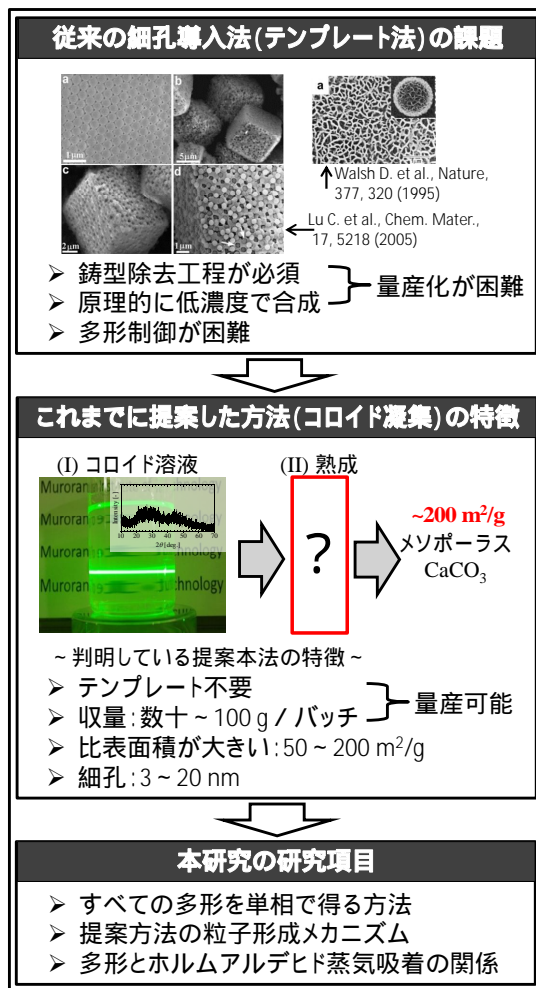 従来の細孔導入法(テンプレート法)の課題
a
b
a
1μm
5μm
c
d
2μm
1μm
Walsh D. et al., Nature,
377, 320 (1995)
Lu C. et al., Chem. Mater.,
17, 5218 (2005)
➢ 鋳型除去工程が必須
➢ 原理的に低濃度で合成
量産化が困難
➢ 多形制御が困難
これまでに提案した方法(コロイド凝集)の特徴
(I) コロイド溶液
(II) 熟成
Intensity [-]
10 20 30 40 50 60 70
2θ [deg.]
?
~200 m²/g
メソポーラス
CaCO₃
~ 判明している提案本法の特徴 ~
➢ テンプレート不要
➢ 収量:数十 ~ 100 g / バッチ
量産可能
➢ 比表面積が大きい:50 ~ 200 m²/g
➢ 細孔:3 ~ 20 nm
本研究の研究項目
➢ すべての多形を単相で得る方法
➢ 提案方法の粒子形成メカニズム
➢ 多形とホルムアルデヒド蒸気吸着の関係